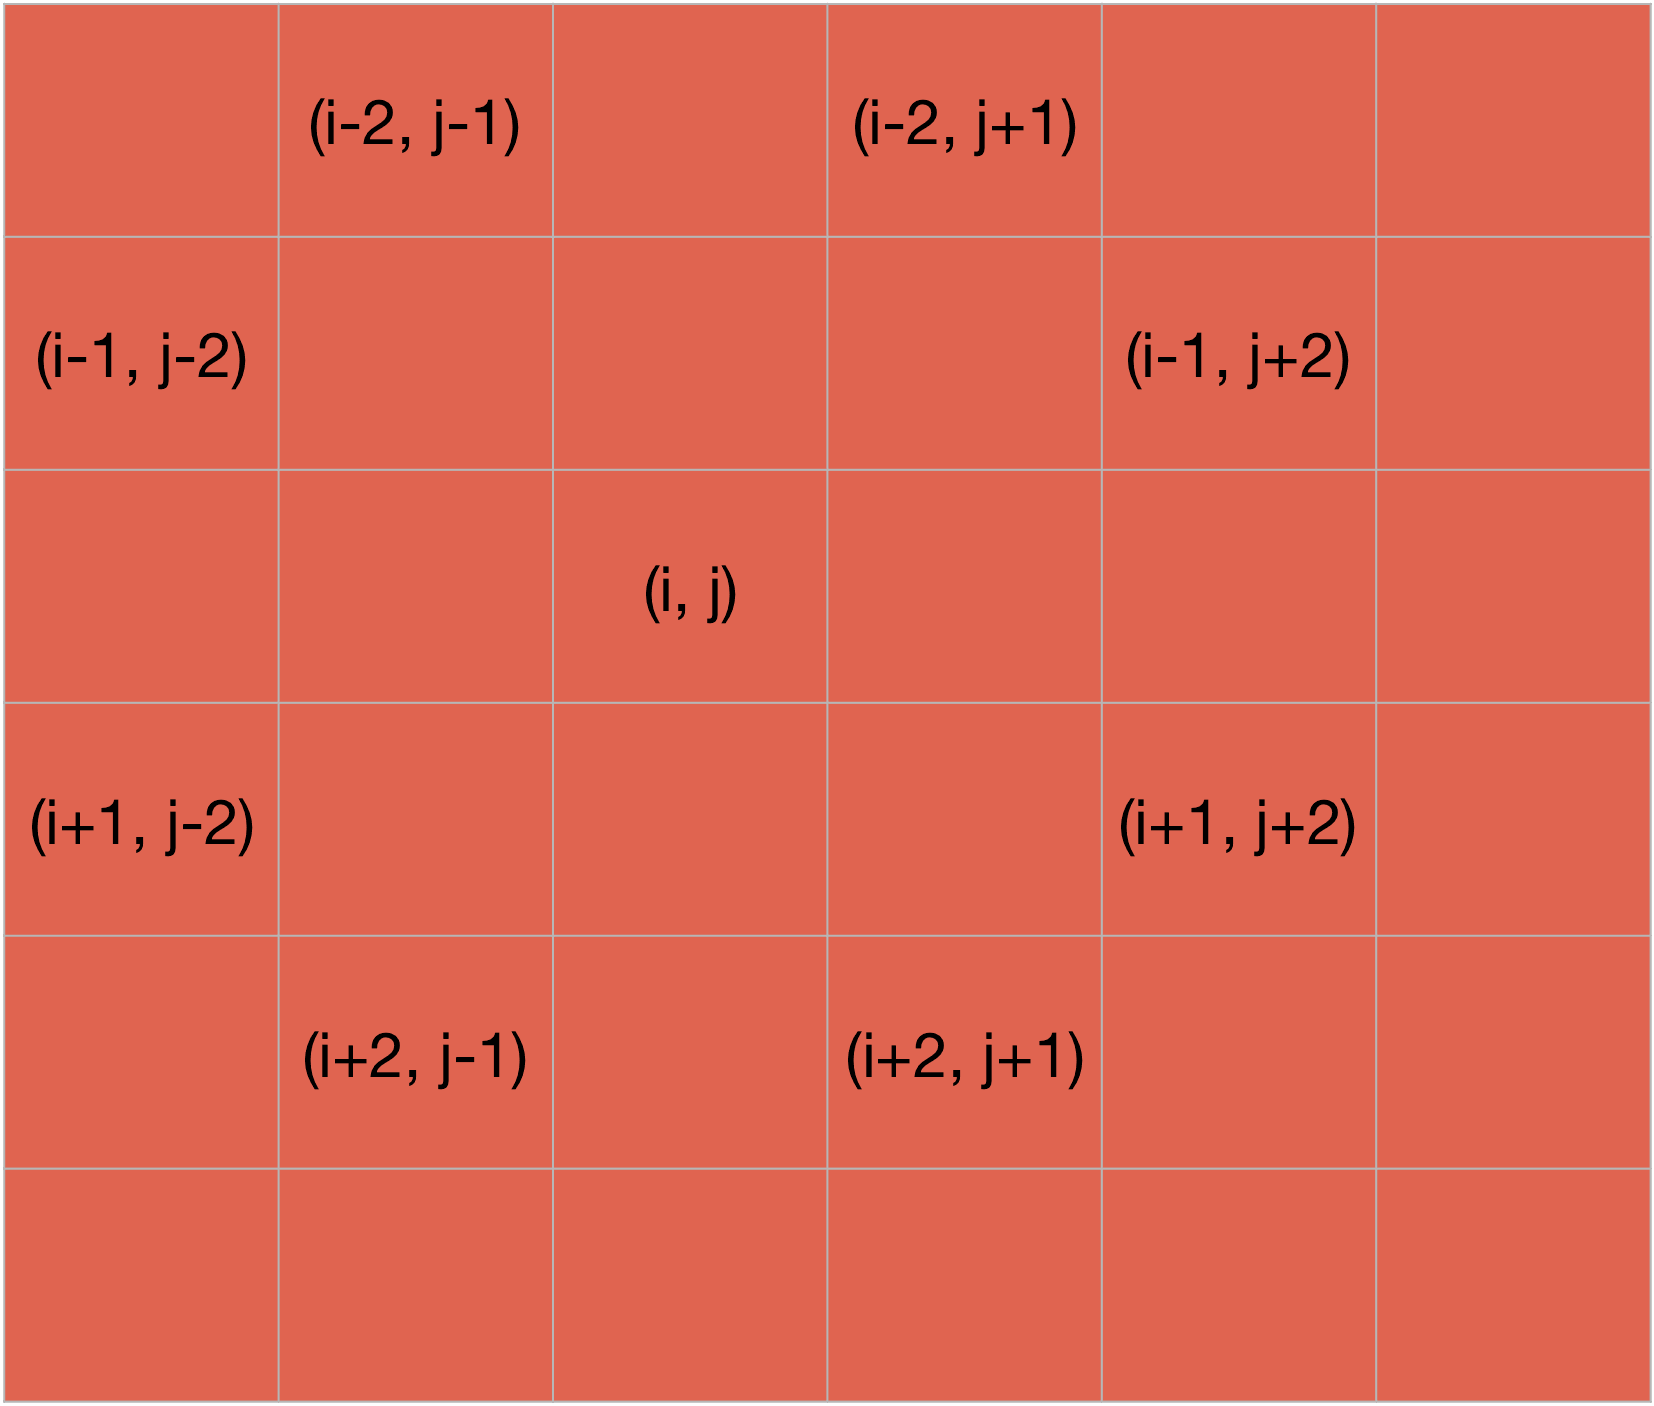 (i-2, j-1) (i-2, j+1)
(i-1, j-2) (i-1, j+2)
(i, j)
(i+1, j-2) (i+1, j+2)
(i+2, j-1) (i+2, j+1)